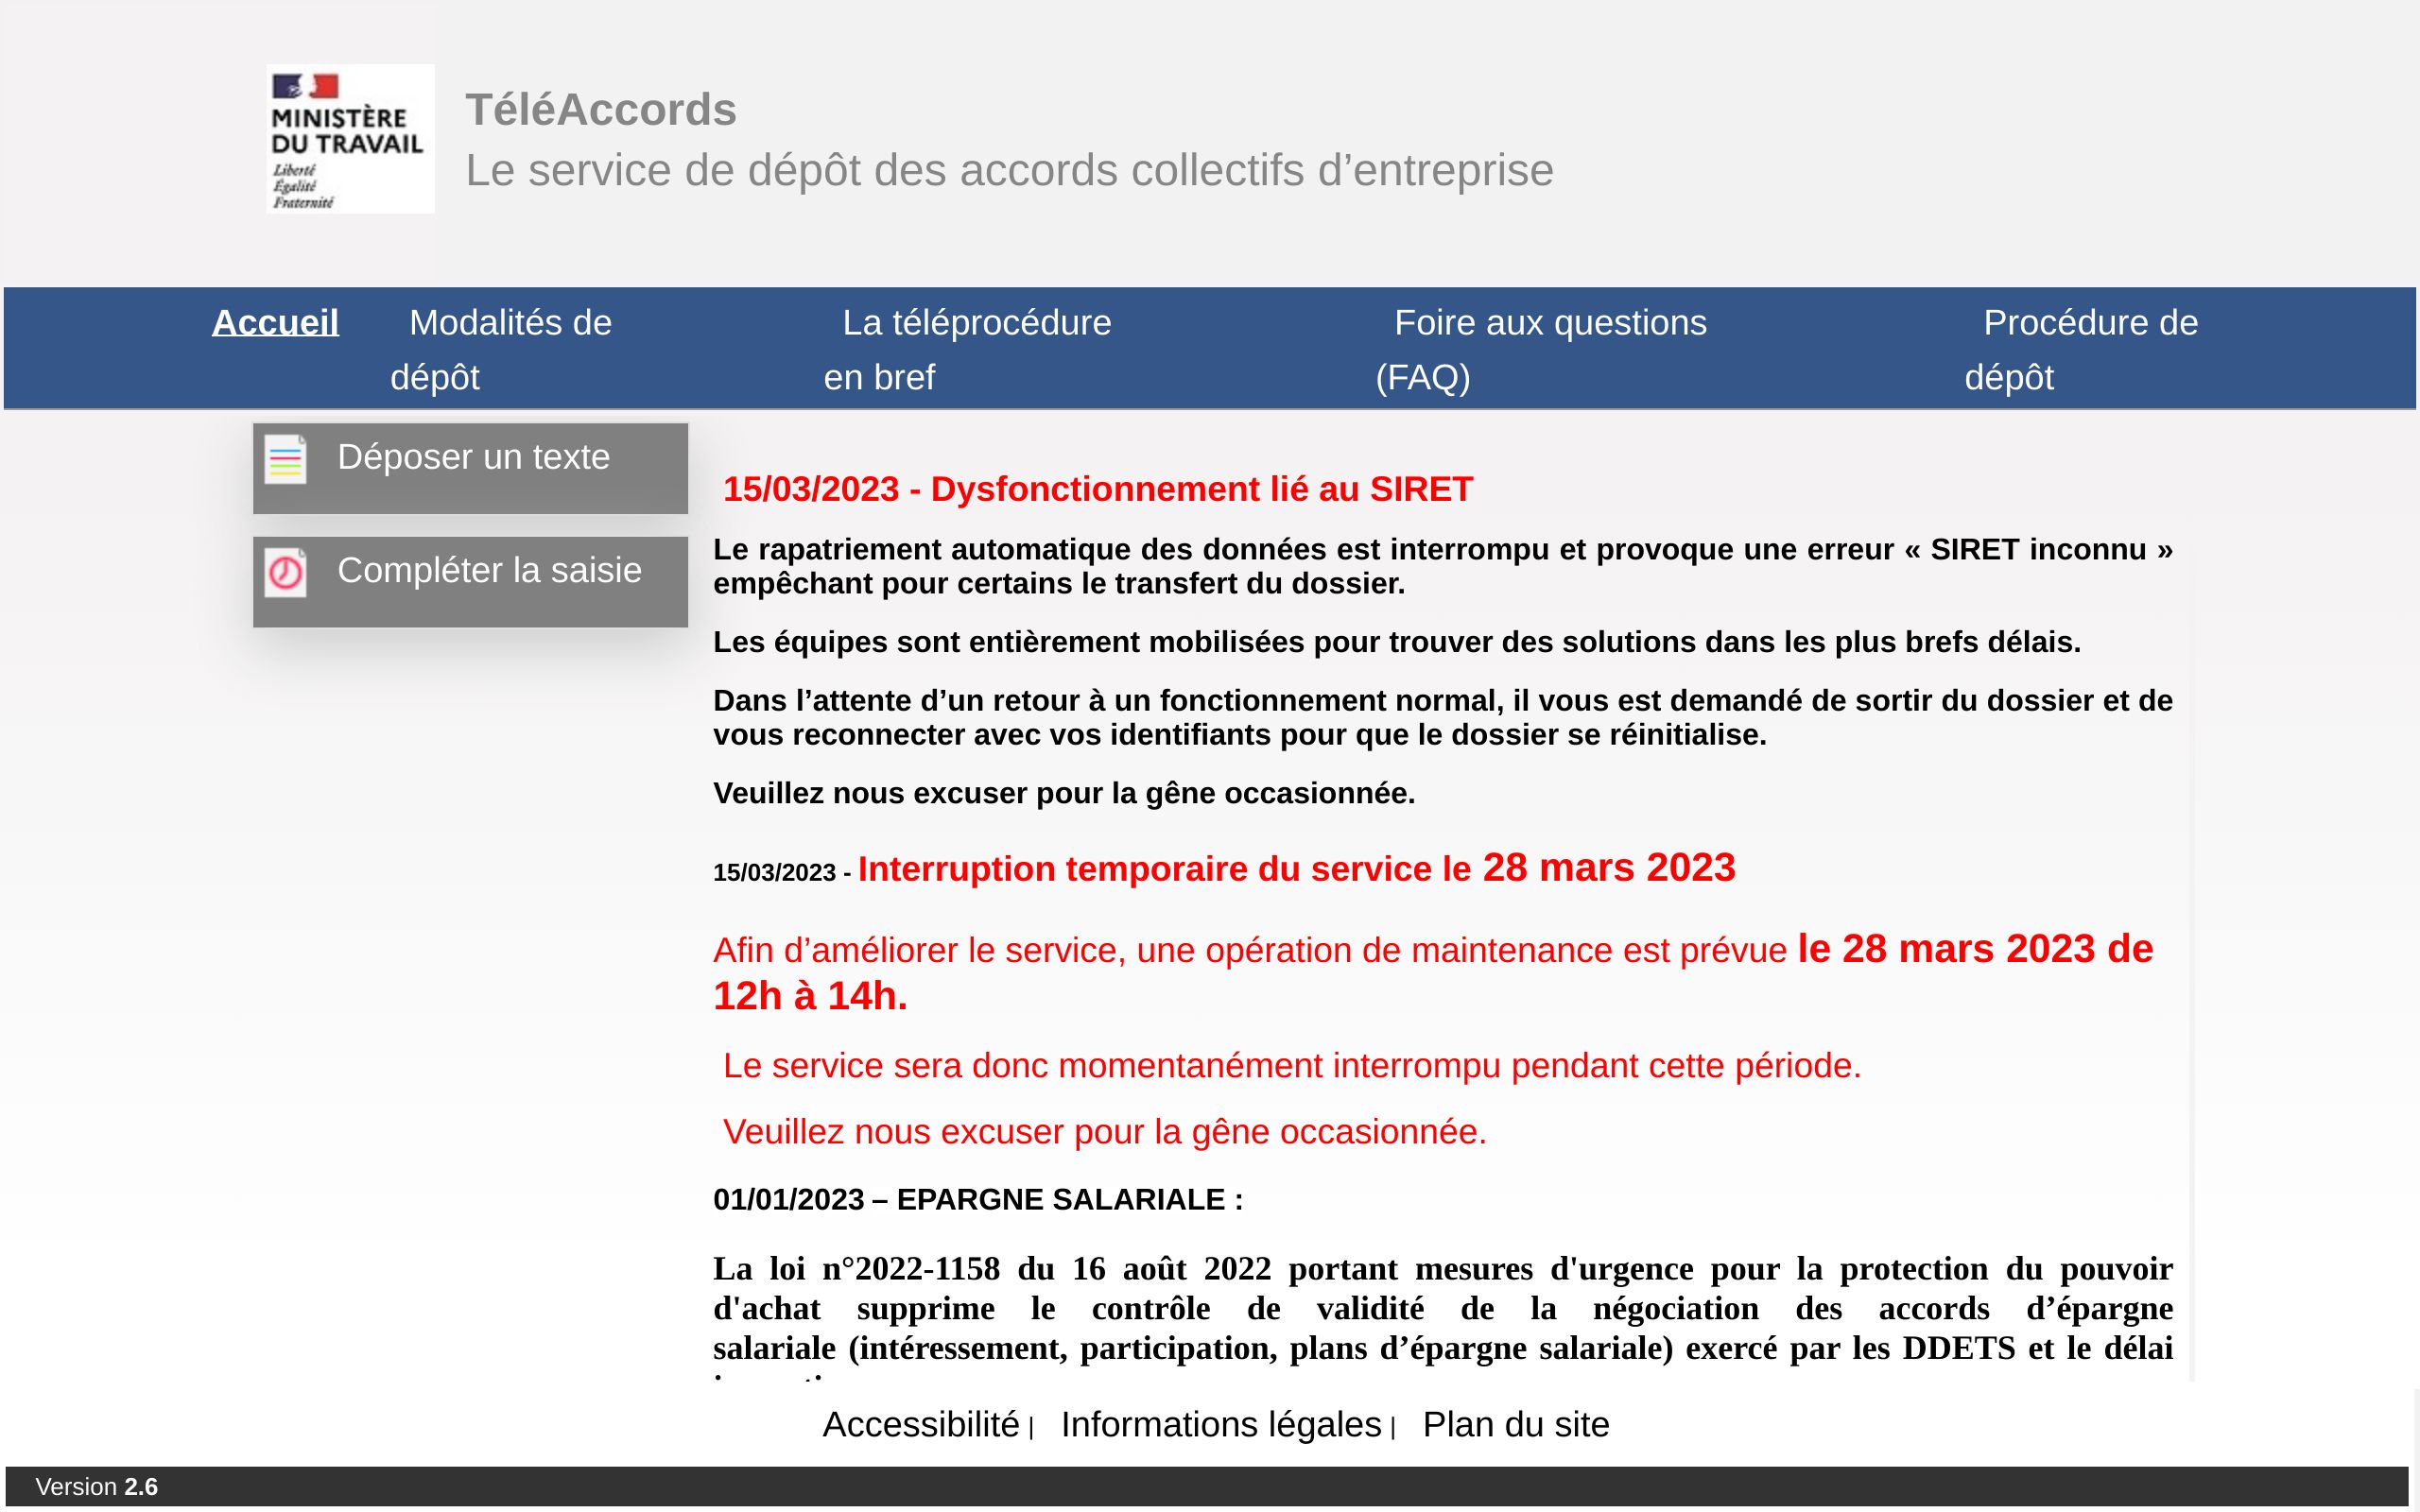 MINISTÈRE
DU TRAVAIL
Liberté
Égalité
Fraternité
TéléAccords
Le service de dépôt des accords collectifs d’entreprise
Accueil
Modalités de
dépôt
La téléprocédure
en bref
Foire aux questions
(FAQ)
Procédure de
dépôt
Déposer un texte
Compléter la saisie
15/03/2023 - Dysfonctionnement lié au SIRET
Le rapatriement automatique des données est interrompu et provoque une erreur « SIRET inconnu »
empêchant pour certains le transfert du dossier.
Les équipes sont entièrement mobilisées pour trouver des solutions dans les plus brefs délais.
Dans l’attente d’un retour à un fonctionnement normal, il vous est demandé de sortir du dossier et de
vous reconnecter avec vos identifiants pour que le dossier se réinitialise.
Veuillez nous excuser pour la gêne occasionnée.
15/03/2023 - Interruption temporaire du service le 28 mars 2023
Afin d’améliorer le service, une opération de maintenance est prévue le 28 mars 2023 de
12h à 14h.
Le service sera donc momentanément interrompu pendant cette période.
Veuillez nous excuser pour la gêne occasionnée.
01/01/2023 – EPARGNE SALARIALE :
La loi n°2022-1158 du 16 août 2022 portant mesures d'urgence pour la protection du pouvoir
d'achat supprime le contrôle de validité de la négociation des accords d’épargne
salariale (intéressement, participation, plans d’épargne salariale) exercé par les DDETS et le délai
Accessibilité | Informations légales | Plan du site
Version 2.6